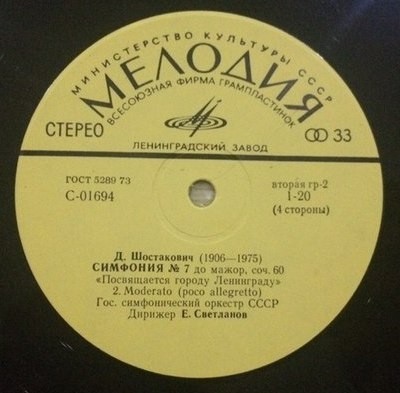 МИНИСТЕРСТВО КУЛЬТУРЫ СССР
МЕЛОДИЯ
ВСЕСОЮЗНАЯ ФИРМА ГРАМПЛАСТИНОК
СТЕРЕО
33
ЛЕНИНГРАДСКИЙ ЗАВОД
ГОСТ 5289 73
С-01694
вторая гр-2
1-20
(4 стороны)
Д. Шостакович (1906—1975)
СИМФОНИЯ № 7 до мажор, соч. 60
«Посвящается городу Ленинграду»
2. Moderato (poco allegretto)
Гос. симфонический оркестр СССР
Дирижер Е. Светланов